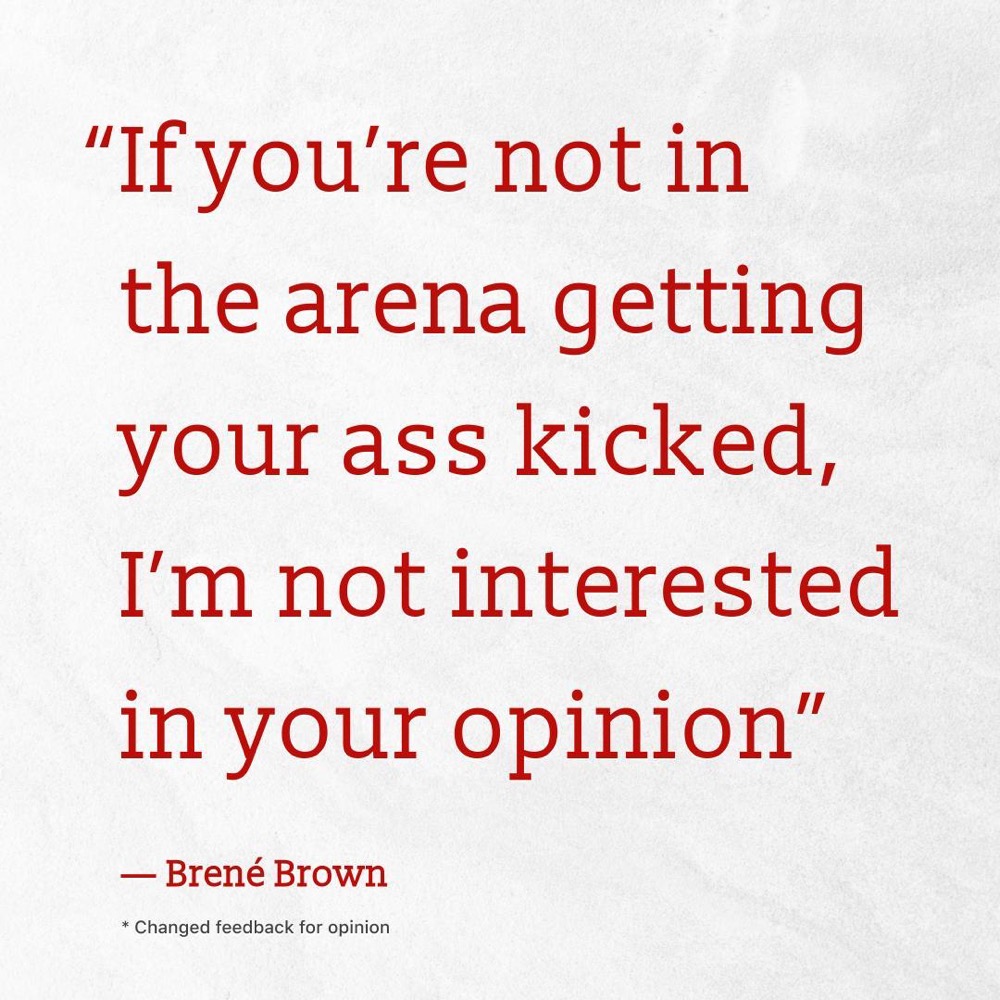 “If you’re not in
the arena getting
your ass kicked,
I’m not interested
in your opinion”
— Brené Brown
* Changed feedback for opinion